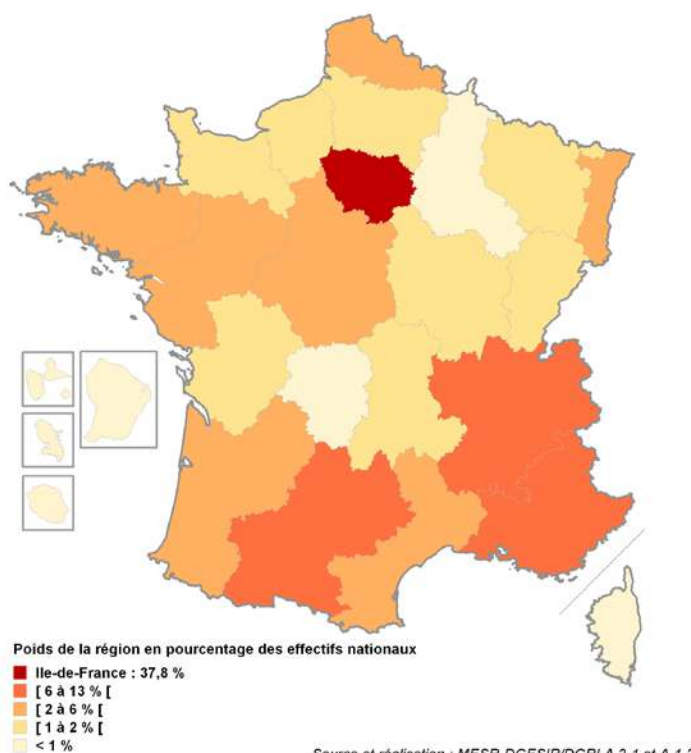 Poids de la région en pourcentage des effectifs nationaux
Ile-de-France : 37,8 %
[ 6 à 13 % [
[ 2 à 6 % [
[ 1 à 2 % [
< 1 %
Source et réalisation : MESR-DGESIP/DGRI A 2-1 et A 1-3